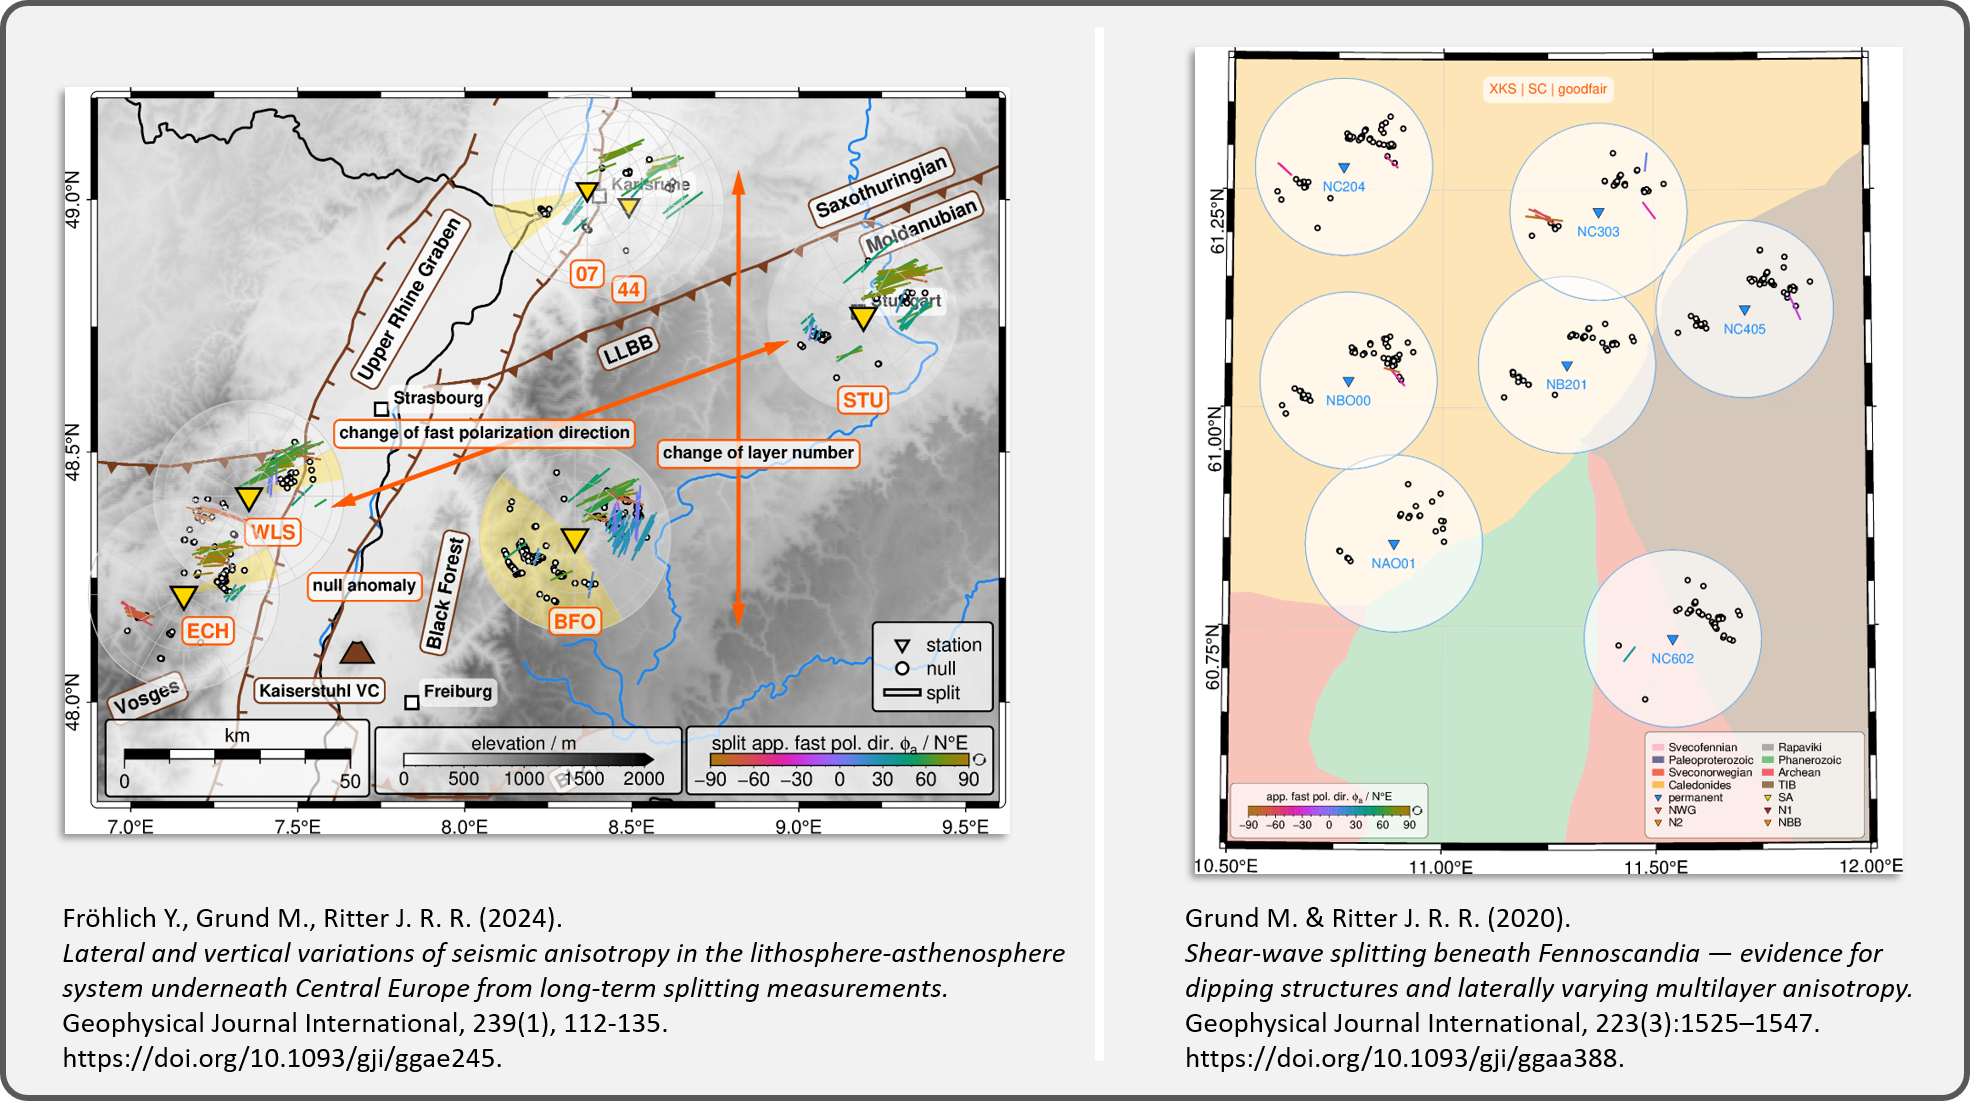 Karlsruhe
Saxothuringian
Moldanubian
49.0°N
Upper Rhine Graben
07
44
Stuttgart
LLBB
STU
Strasbourg
change of fast polarization direction
change of layer number
48.5°N
WLS
null anomaly
Black Forest
BFO
ECH
Kaiserstuhl VC
Freiburg
Vosges
48.0°N
station
null
split
km
0 50
elevation / m
0 500 1000 1500 2000
split app. fast pol. dir. ϕa / N°E
−90 −60 −30 0 30 60 90
7.0°E 7.5°E 8.0°E 8.5°E 9.0°E 9.5°E
Fröhlich Y., Grund M., Ritter J. R. R. (2024).
Lateral and vertical variations of seismic anisotropy in the lithosphere-asthenosphere
system underneath Central Europe from long-term splitting measurements.
Geophysical Journal International, 239(1), 112-135.
https://doi.org/10.1093/gji/ggae245.
XKS | SC | goodfair
NC204
NC303
61.25°N
NC405
NBO00
NB201
61.00°N
NAO01
NC602
60.75°N
app. fast pol. dir. ϕa / N°E
−90 −60 −30 0 30 60 90
Svecofennian
Paleoproterozoic
Sveconorwegian
Caledonides
permanent
NWG
N2
Rapaviki
Phanerozoic
Archean
TIB
SA
N1
NBB
10.50°E 11.00°E 11.50°E 12.00°E
Grund M. & Ritter J. R. R. (2020).
Shear-wave splitting beneath Fennoscandia — evidence for
dipping structures and laterally varying multilayer anisotropy.
Geophysical Journal International, 223(3):1525–1547.
https://doi.org/10.1093/gji/ggaa388.